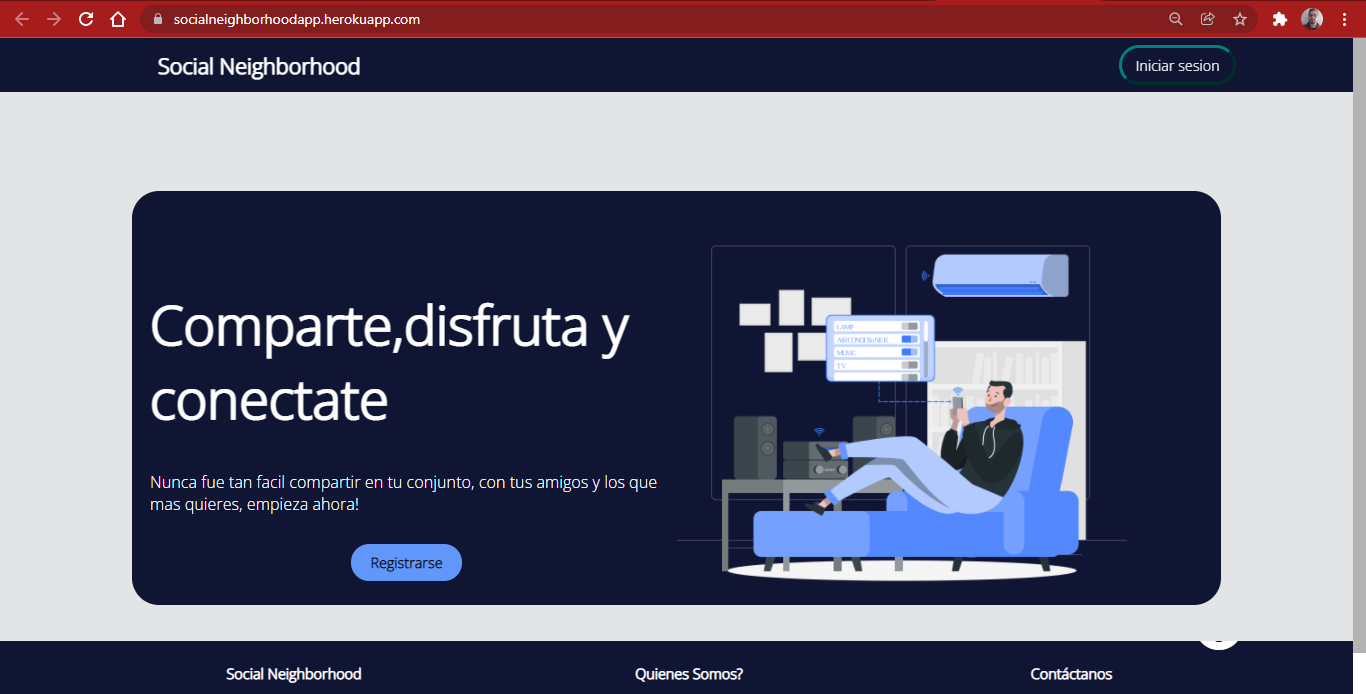 socialneighborhoodapp.herokuapp.com
Social Neighborhood
Iniciar sesion
Comparte,disfruta y
conectate
LAMP
AIR CONDITIoNER
MUSIC
TV
Nunca fue tan facil compartir en tu conjunto, con tus amigos y los que
mas quieres, empieza ahora!
Registrarse
Social Neighborhood
Quienes Somos?
Contáctanos